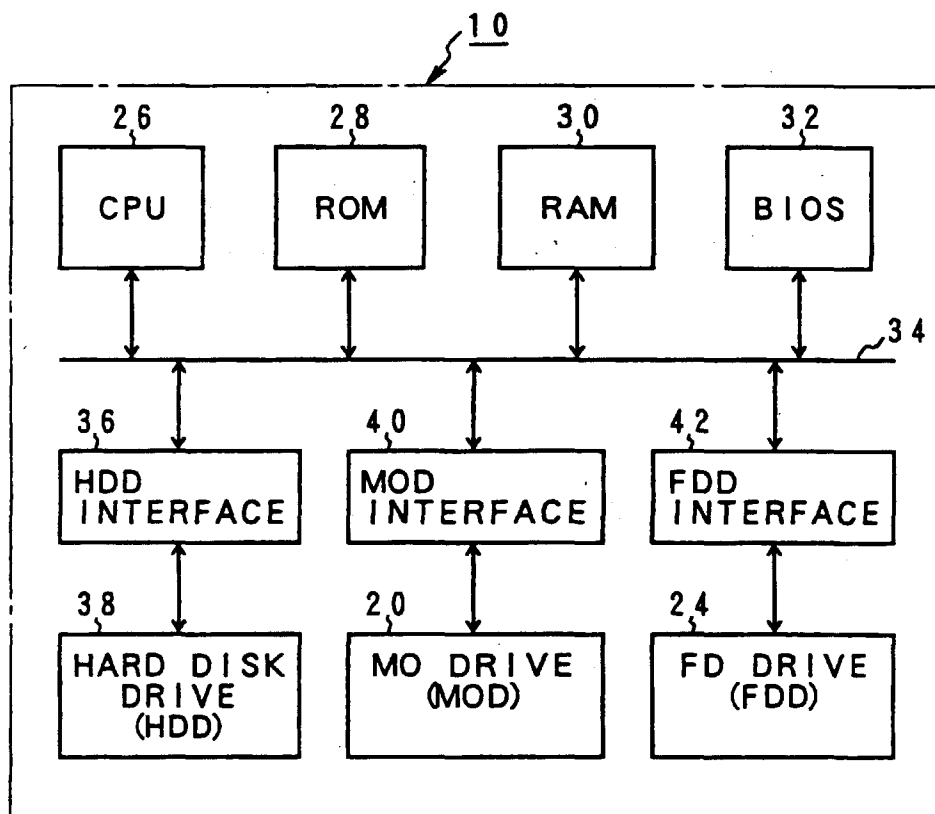 10
26
28
30
32
CPU
ROM
RAM
BIOS
34
36
40
42
HDD
INTERFACE
MOD
INTERFACE
FDD
INTERFACE
38
20
24
HARD DISK
DRIVE
(HDD)
MO DRIVE
(MOD)
FD DRIVE
(FDD)